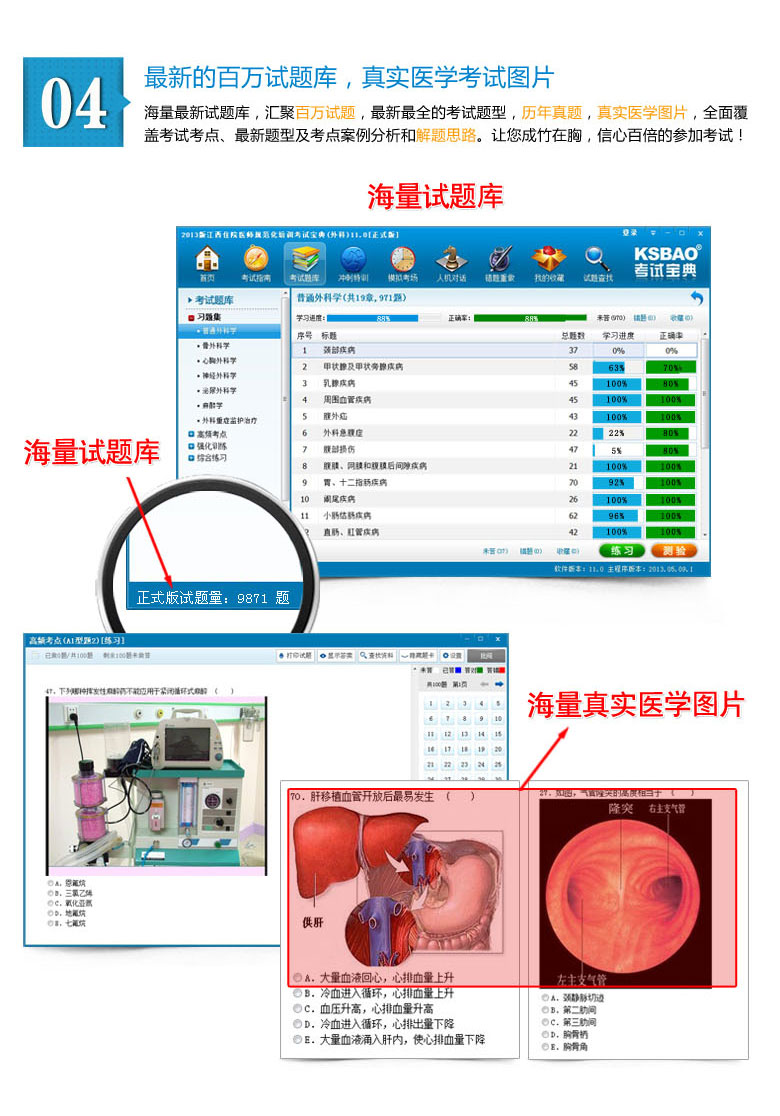 04
最新的百万试题库，真实医学考试图片
海量最新试题库，汇聚百万试题，最新最全的考试题型，历年真题，真实医学图片，全面覆
盖考试考点、最新题型及考点案例分析和解题思路。让您成竹在胸，信心百倍的参加考试！
海量试题库
2013版江西住院医师规范化培训考试宝典(外科)11.0[正式版]
登录
首页 考试指南 考试题库 冲刺特训 模拟考场 人机对话 错题重做 我的收藏 试题查找
KSBAO®
考试宝典
考试题库
习题集
普通外科学
骨外科学
心胸外科学
神经外科学
泌尿外科学
麻醉学
外科重症监护治疗
高频考点
强化训练
综合练习
普通外科学(共19章,971题)
学习进度: 88% 正确率: 88% 未答(970) 错题(0) 收藏(0)
序号 标题 总题数 学习进度 正确率
1 颈部疾病 37 0% 0%
2 甲状腺及甲状旁腺疾病 58 63% 70%
3 乳腺疾病 45 100% 80%
4 周围血管疾病 45 100% 100%
5 腹外疝 43 100% 100%
6 外科急腹症 22 22% 80%
7 腹部损伤 47 5% 80%
8 腹膜、网膜和腹膜后间隙疾病 21 100% 100%
9 胃、十二指肠疾病 70 92% 100%
10 阑尾疾病 26 100% 100%
11 小肠结肠疾病 62 96% 100%
直肠、肛管疾病 42 100% 100%
未答(37) 错题(0) 收藏(0) 练习 测验
软件版本: 11.0 主程序版本: 2013.05.09.1
海量试题库
正式版试题量: 9871 题
高频考点(A1型题2)[练习]
已做0题/共100题 剩余100题未做答
打印试题 显示答案 查找资料 隐藏题卡 设置
未答 已答 答对 答错
共100题 第1页
1 2 3 4 5
6 7 8 9 10
11 12 13 14 15
16 17 18 19 20
21 22 23 24 25
47. 下列哪种挥发性麻醉药不能应用于紧闭循环式麻醉 ( )
A. 恩氟烷
B. 三氯乙烯
C. 氧化亚氮
D. 地氟烷
E. 七氟烷
海量真实医学图片
70. 肝移植血管开放后最易发生 ( )
供肝
A. 大量血液回心，心排血量上升
B. 冷血进入循环，心排血量上升
C. 血压升高，心排血量升高
D. 冷血进入循环，心排出量下降
E. 大量血液涌入肝内，使心排血量下降
27. 如图，气管隆突的高度相当于 ( )
隆突 右主支气管
左主支气管
A. 颈静脉切迹
B. 第二肋间
C. 第三肋间
D. 胸骨柄
E. 胸骨角